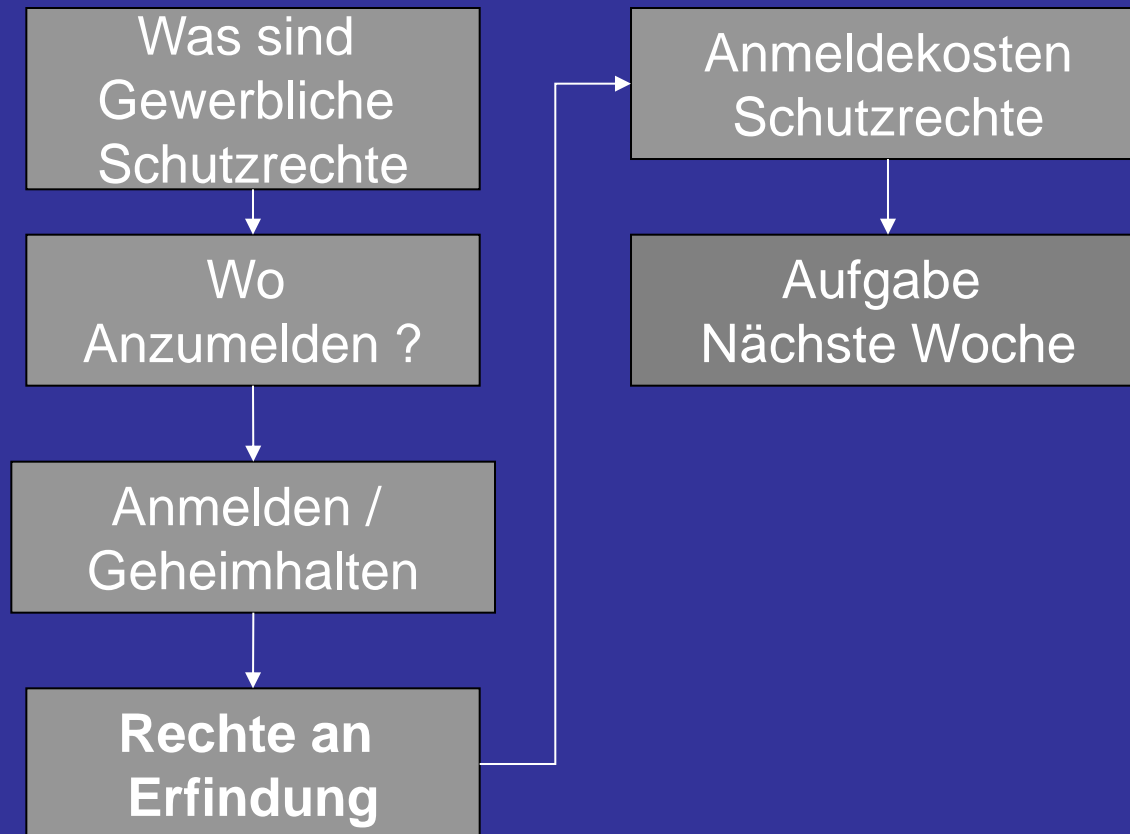 Was sind
Gewerbliche
Schutzrechte
Wo
Anzumelden ?
Anmelden /
Geheimhalten
Rechte an
Erfindung
Anmeldekosten
Schutzrechte
Aufgabe
Nächste Woche